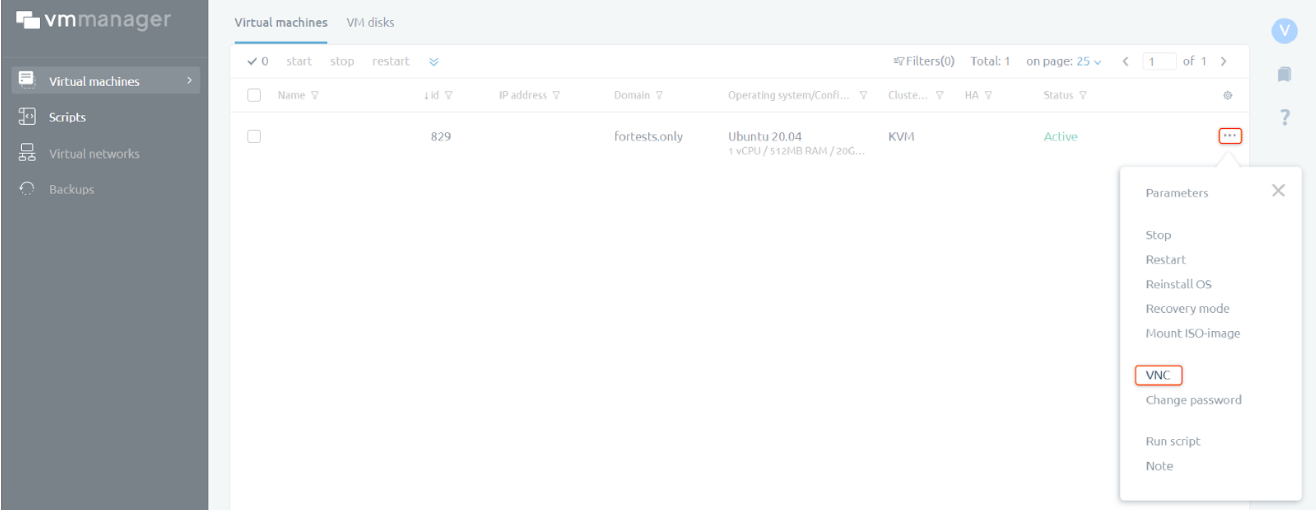 vmmanager
Virtual machines VM disks
V
0 start stop restart Filters(0) Total: 1 on page: 25 1 of 1
Virtual machines
Name id IP address Domain Operating system/Confi... Cluste... HA Status
?
Scripts
829 fortests.only Ubuntu 20.04 KVM Active ...
1 vCPU / 512MB RAM / 20G...
Virtual networks
Backups
Parameters
Stop
Restart
Reinstall OS
Recovery mode
Mount ISO-image
VNC
Change password
Run script
Note